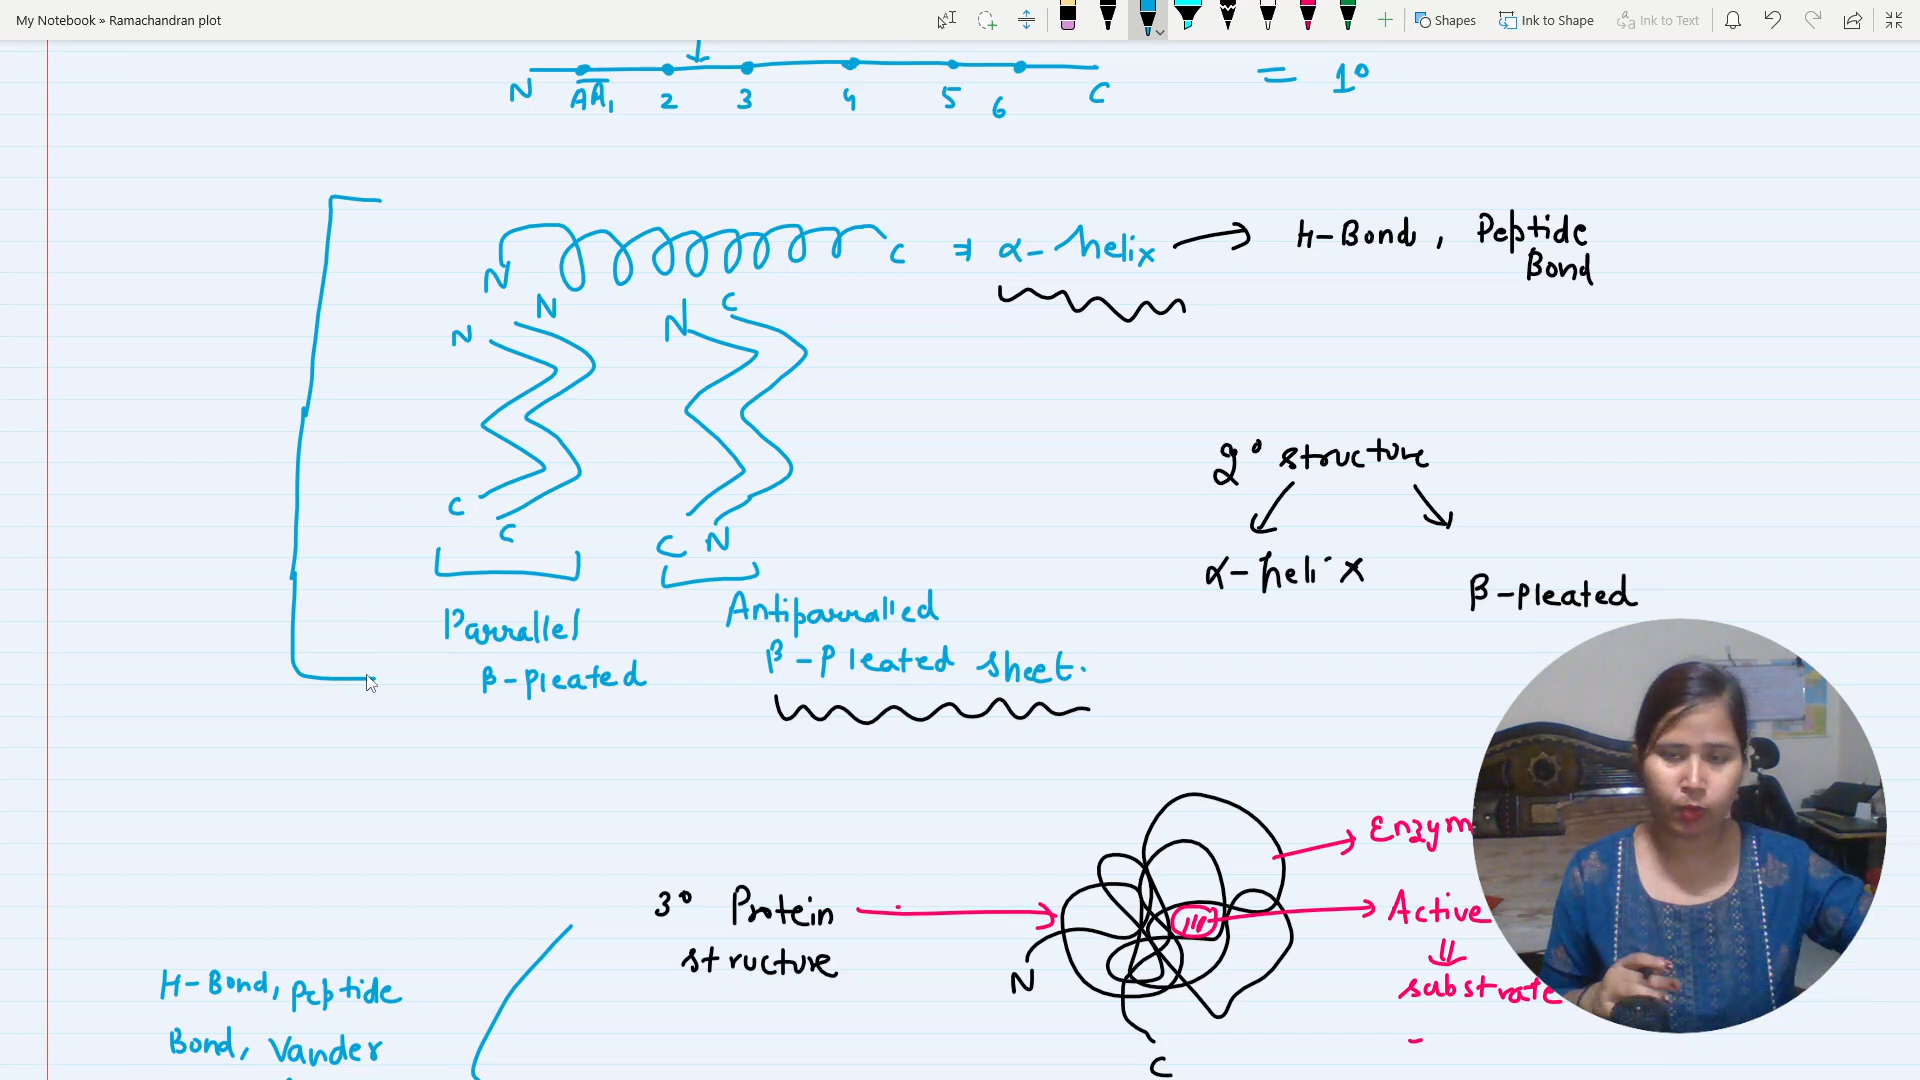 My Notebook » Ramachandran plot
Shapes
Ink to Shape
Ink to Text
N AA1 2 3 4 5 6 C
= 1°
N C ⇒ α-helix → H-Bond, Peptide
Bond
N N
C C
N C
C N
Parrallel
β-pleated
Antiparralled
β-pleated sheet.
2° structure
α-helix
β-pleated
3° Protein
structure
N
C
Enzym
Active
substrate
H-Bond, peptide
Bond, Vander